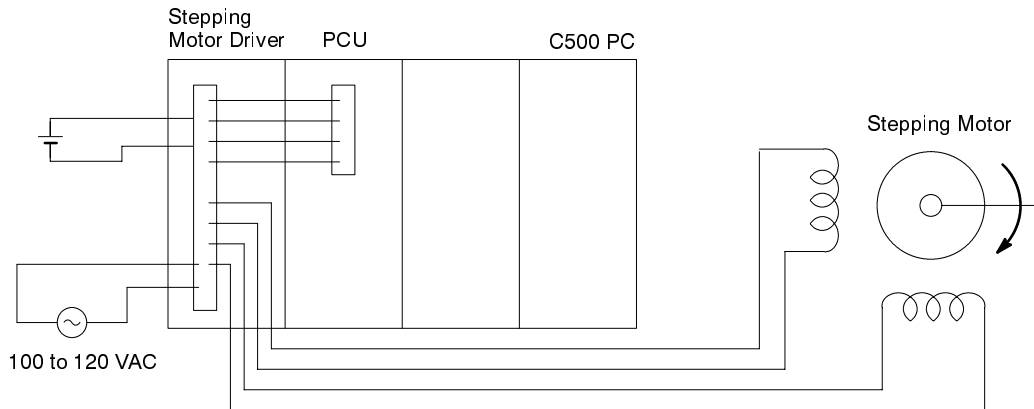 Stepping
Motor Driver
PCU
C500 PC
Stepping Motor
100 to 120 VAC